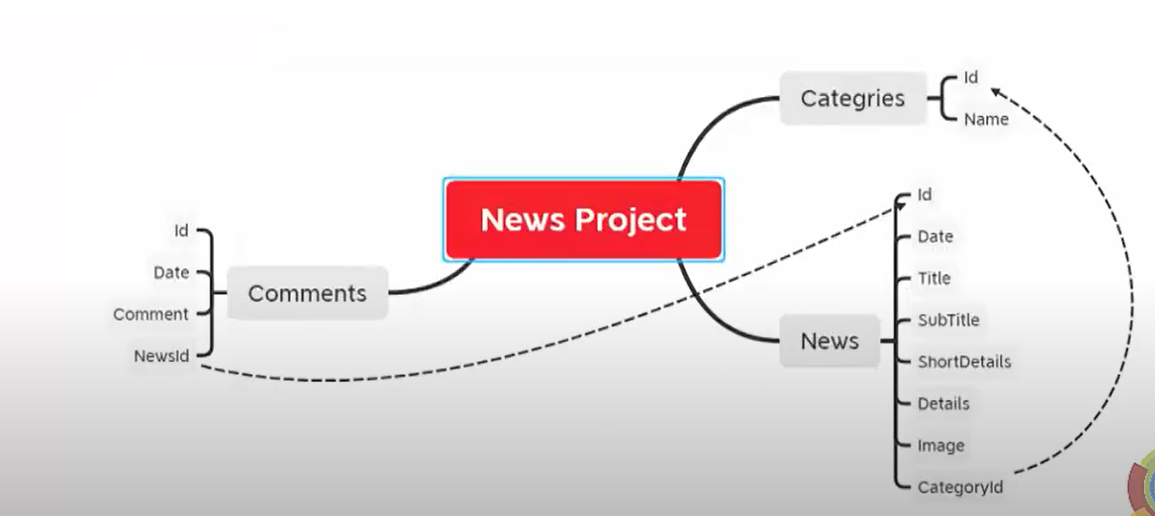 News Project
Categries
Id
Name
News
Id
Date
Title
SubTitle
ShortDetails
Details
Image
CategoryId
Comments
Id
Date
Comment
NewsId